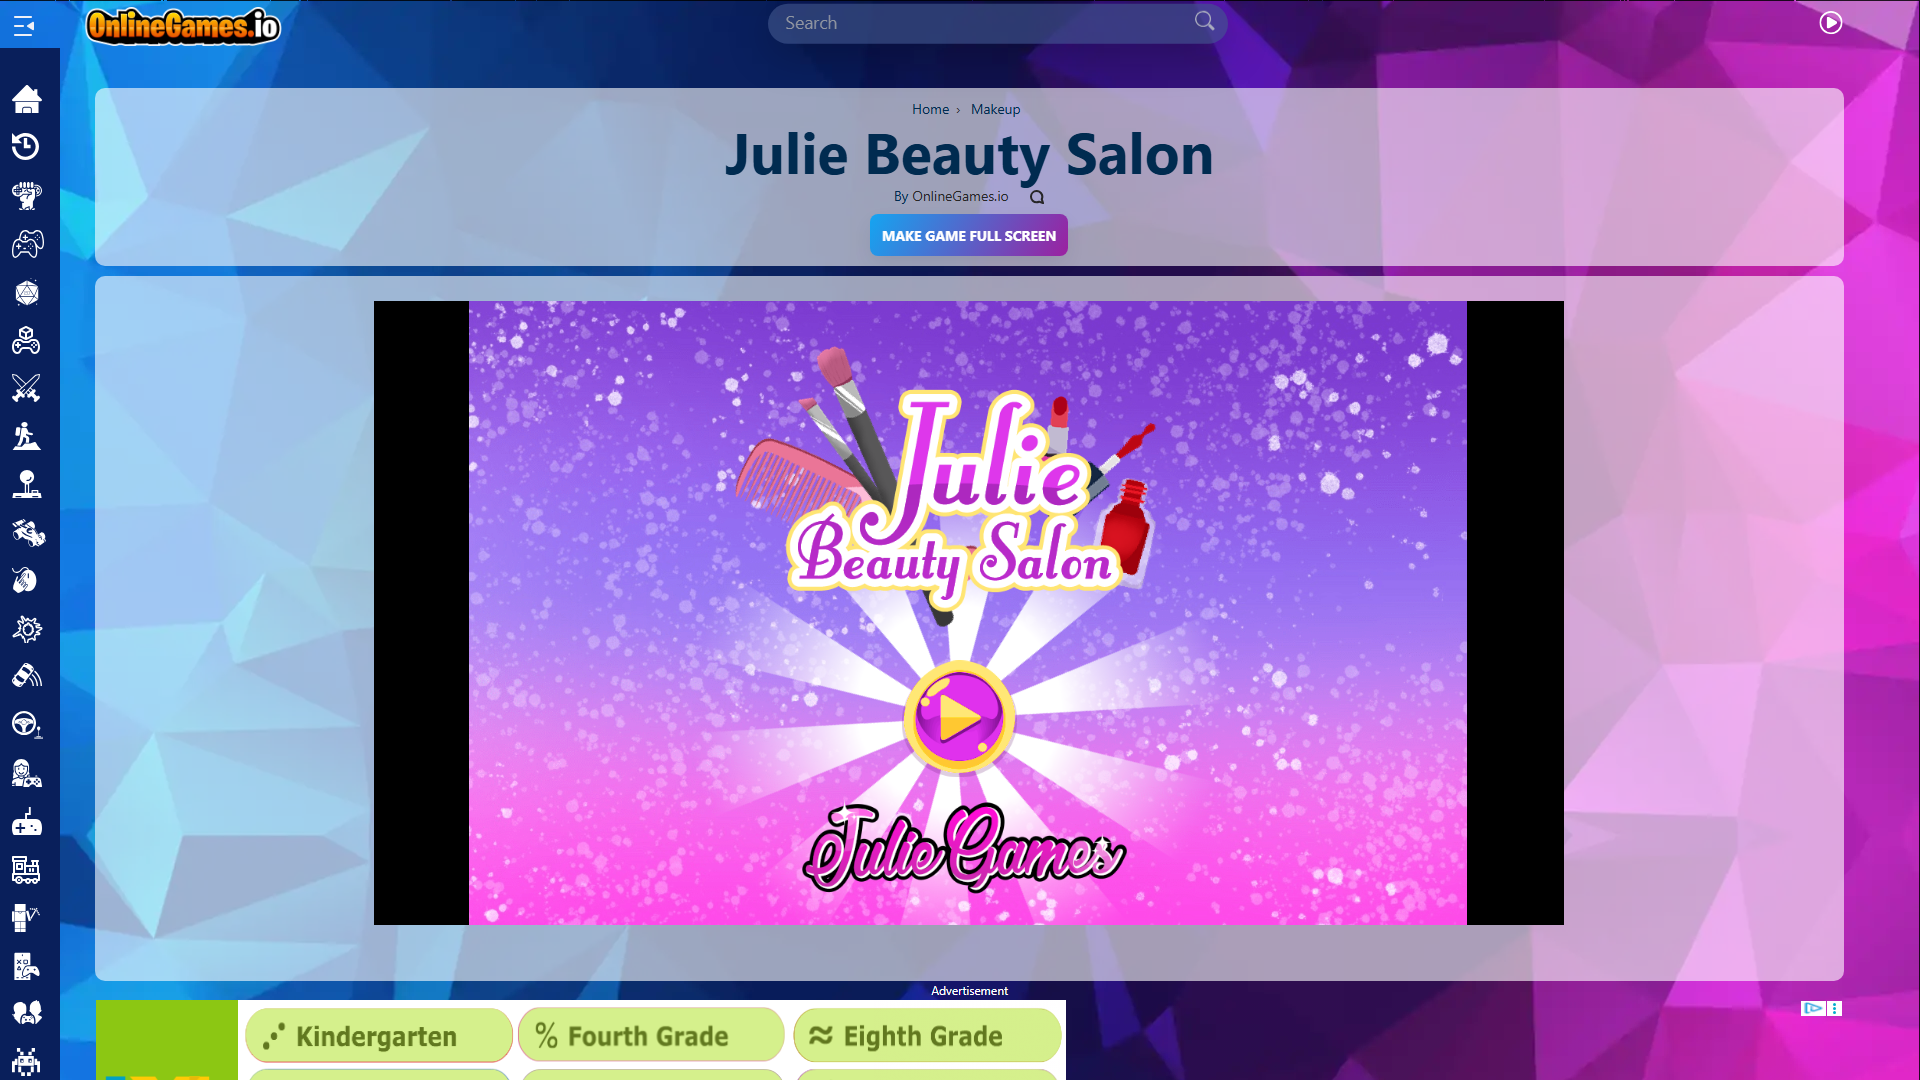 OnlineGames.io
Search
Home › Makeup
Julie Beauty Salon
By OnlineGames.io
MAKE GAME FULL SCREEN
Julie
Beauty Salon
Julie Games
Advertisement
Kindergarten
% Fourth Grade
≈ Eighth Grade